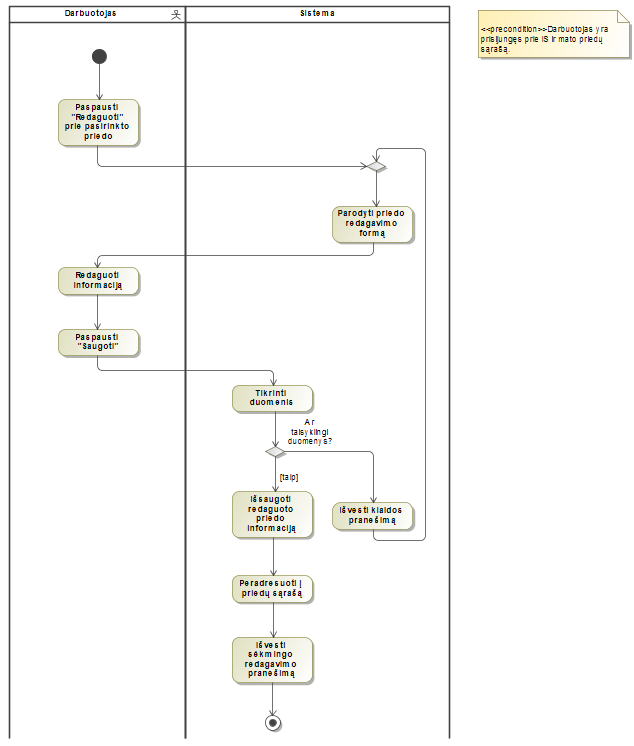 Darbuotojas
Sistema
<<precondition>>Darbuotojas yra
prisijungęs prie IS ir mato priedų
sąrašą.
Paspausti
"Redaguoti"
prie pasirinkto
priedo
Parodyti priedo
redagavimo
formą
Redaguoti
informaciją
Paspausti
"Saugoti"
Tikrinti
duomenis
Ar
taisyklingi
duomenys?
[taip]
Išsaugoti
redaguoto
priedo
informaciją
Išvesti klaidos
pranešimą
Peradresuoti į
priedų sąrašą
Išvesti
sėkmingo
redagavimo
pranešimą